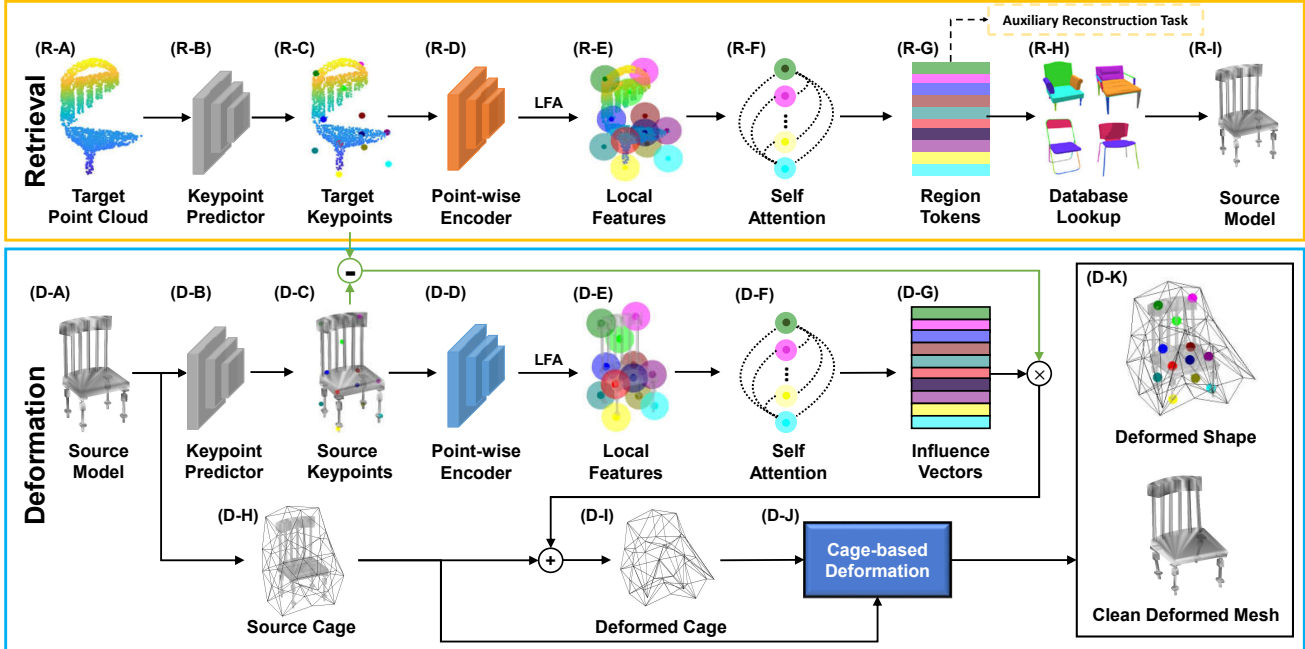 Auxiliary Reconstruction Task
Retrieval
(R-A)
(R-B)
(R-C)
(R-D)
(R-E)
(R-F)
(R-G)
(R-H)
(R-I)
LFA
Target
Point Cloud
Keypoint
Predictor
Target
Keypoints
Point-wise
Encoder
Local
Features
Self
Attention
Region
Tokens
Database
Lookup
Source
Model
-
Deformation
(D-A)
(D-B)
(D-C)
(D-D)
(D-E)
(D-F)
(D-G)
(D-K)
LFA
×
Source
Model
Keypoint
Predictor
Source
Keypoints
Point-wise
Encoder
Local
Features
Self
Attention
Influence
Vectors
Deformed Shape
(D-H)
(D-I)
(D-J)
+
Cage-based
Deformation
Source Cage
Deformed Cage
Clean Deformed Mesh